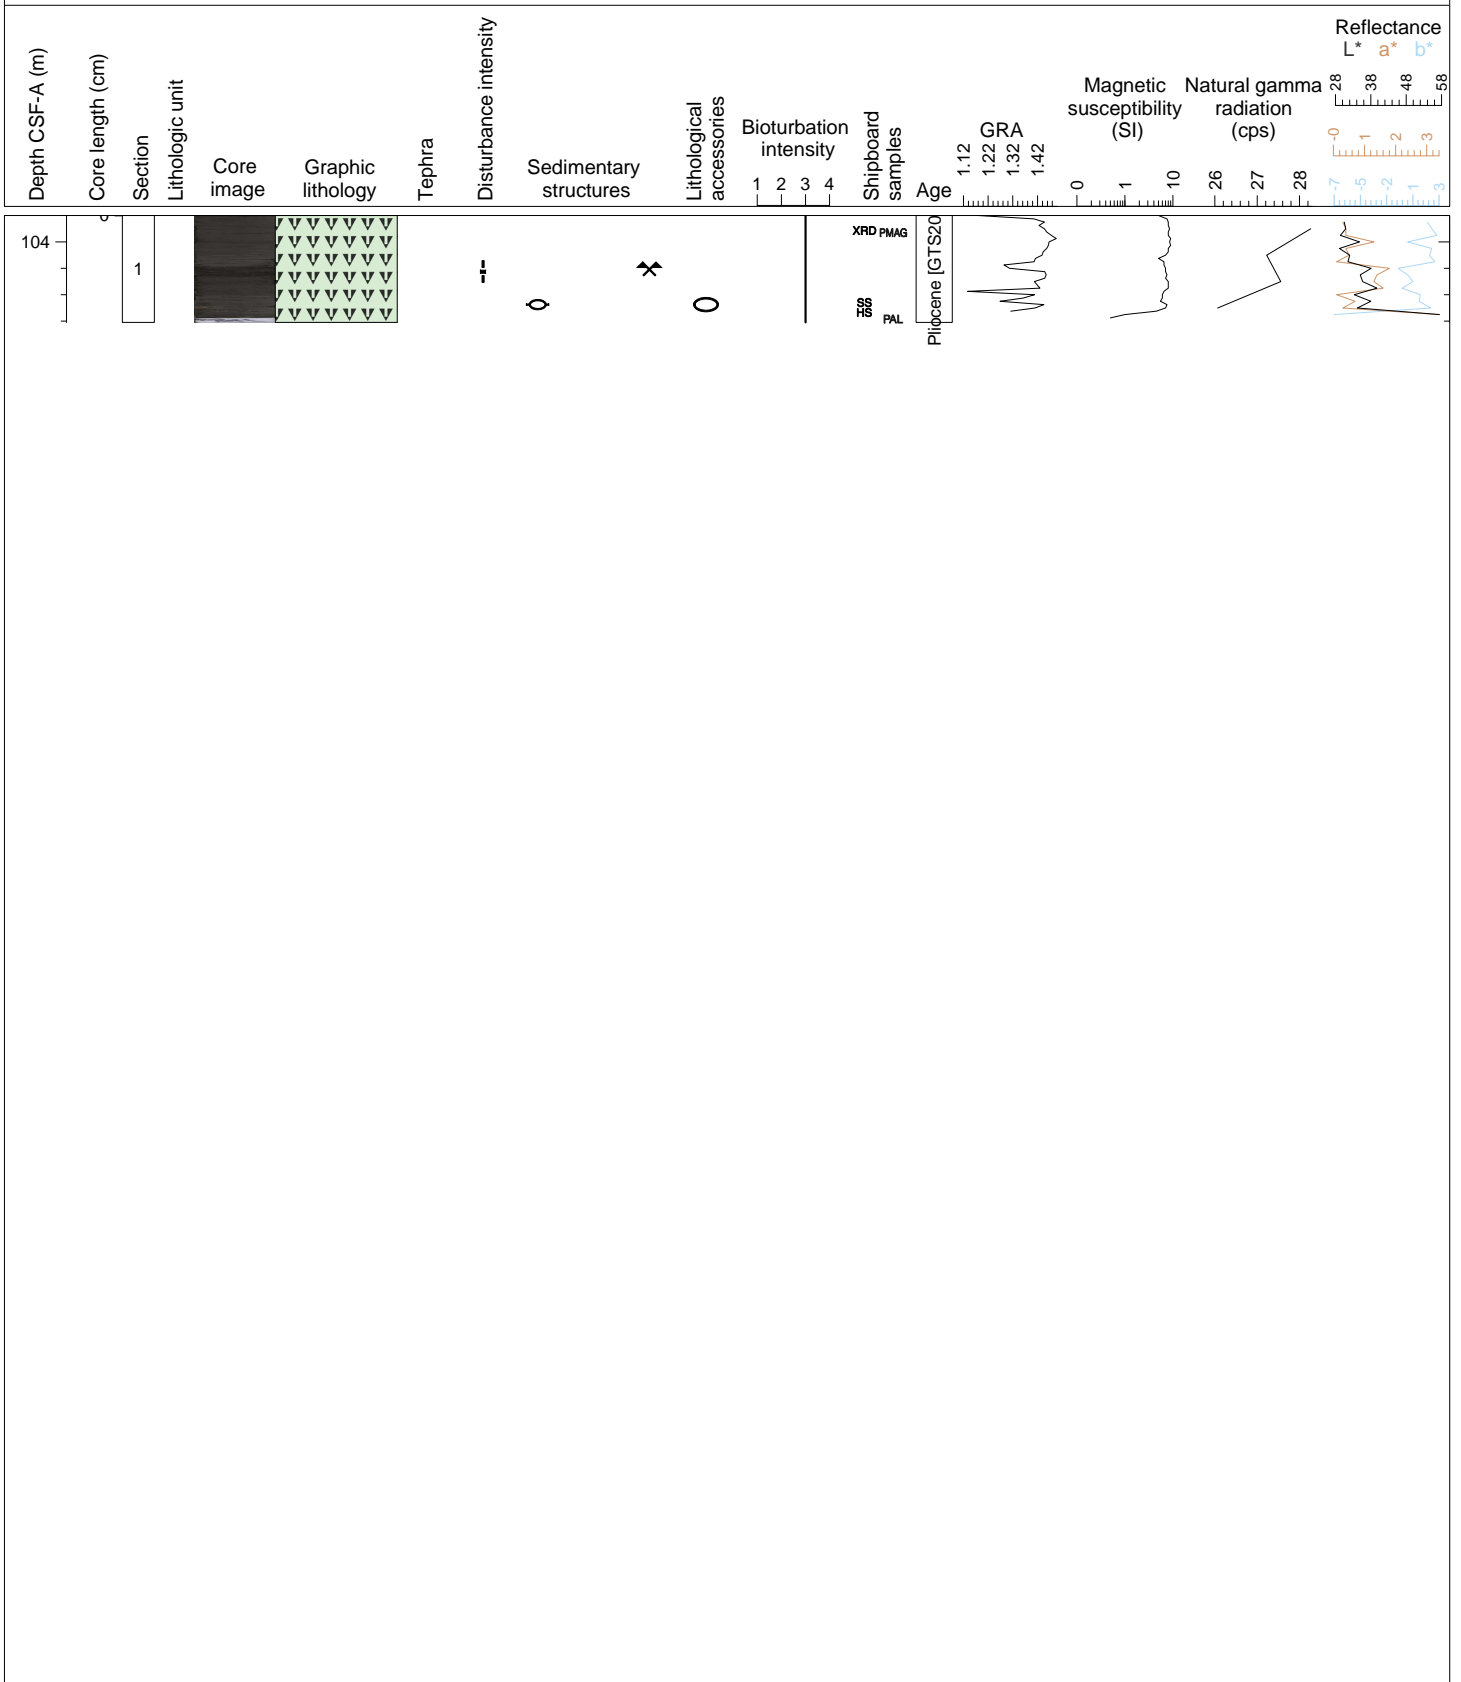 Depth CSF-A (m)
Core length (cm)
Section
Lithologic unit
Core
image
Graphic
lithology
Tephra
Disturbance intensity
Sedimentary
structures
Lithological
accessories
Bioturbation
intensity
1 2 3 4
Shipboard
samples
Age
GRA
1.12 1.22 1.32 1.42
Magnetic
susceptibility
(SI)
0 1 10
Natural gamma
radiation
(cps)
26 27 28
Reflectance
L* a* b*
28 38 48 58
-0 1 2 3
-7 -5 -2 1 3
104
1
XRD PMAG
SS
HS
PAL
Pliocene [GTS20